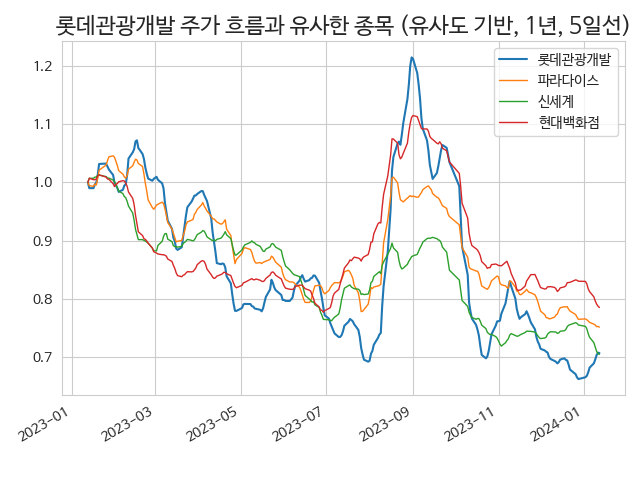 롯데관광개발 주가 흐름과 유사한 종목 (유사도 기반, 1년, 5일선)
롯데관광개발
파라다이스
신세계
현대백화점
1.2
1.1
1.0
0.9
0.8
0.7
2023-01
2023-03
2023-05
2023-07
2023-09
2023-11
2024-01